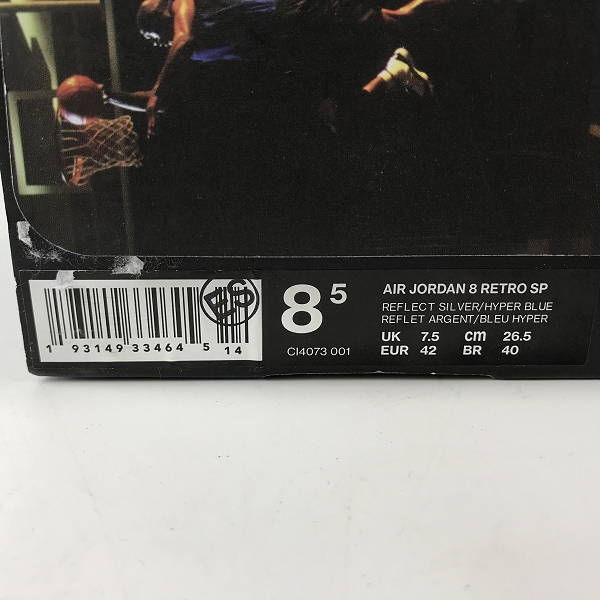 1 93149 33464 5 14
8 5
CI4073 001
AIR JORDAN 8 RETRO SP
REFLECT SILVER/HYPER BLUE
REFLET ARGENT/BLEU HYPER
UK 7.5 cm 26.5
EUR 42 BR 40